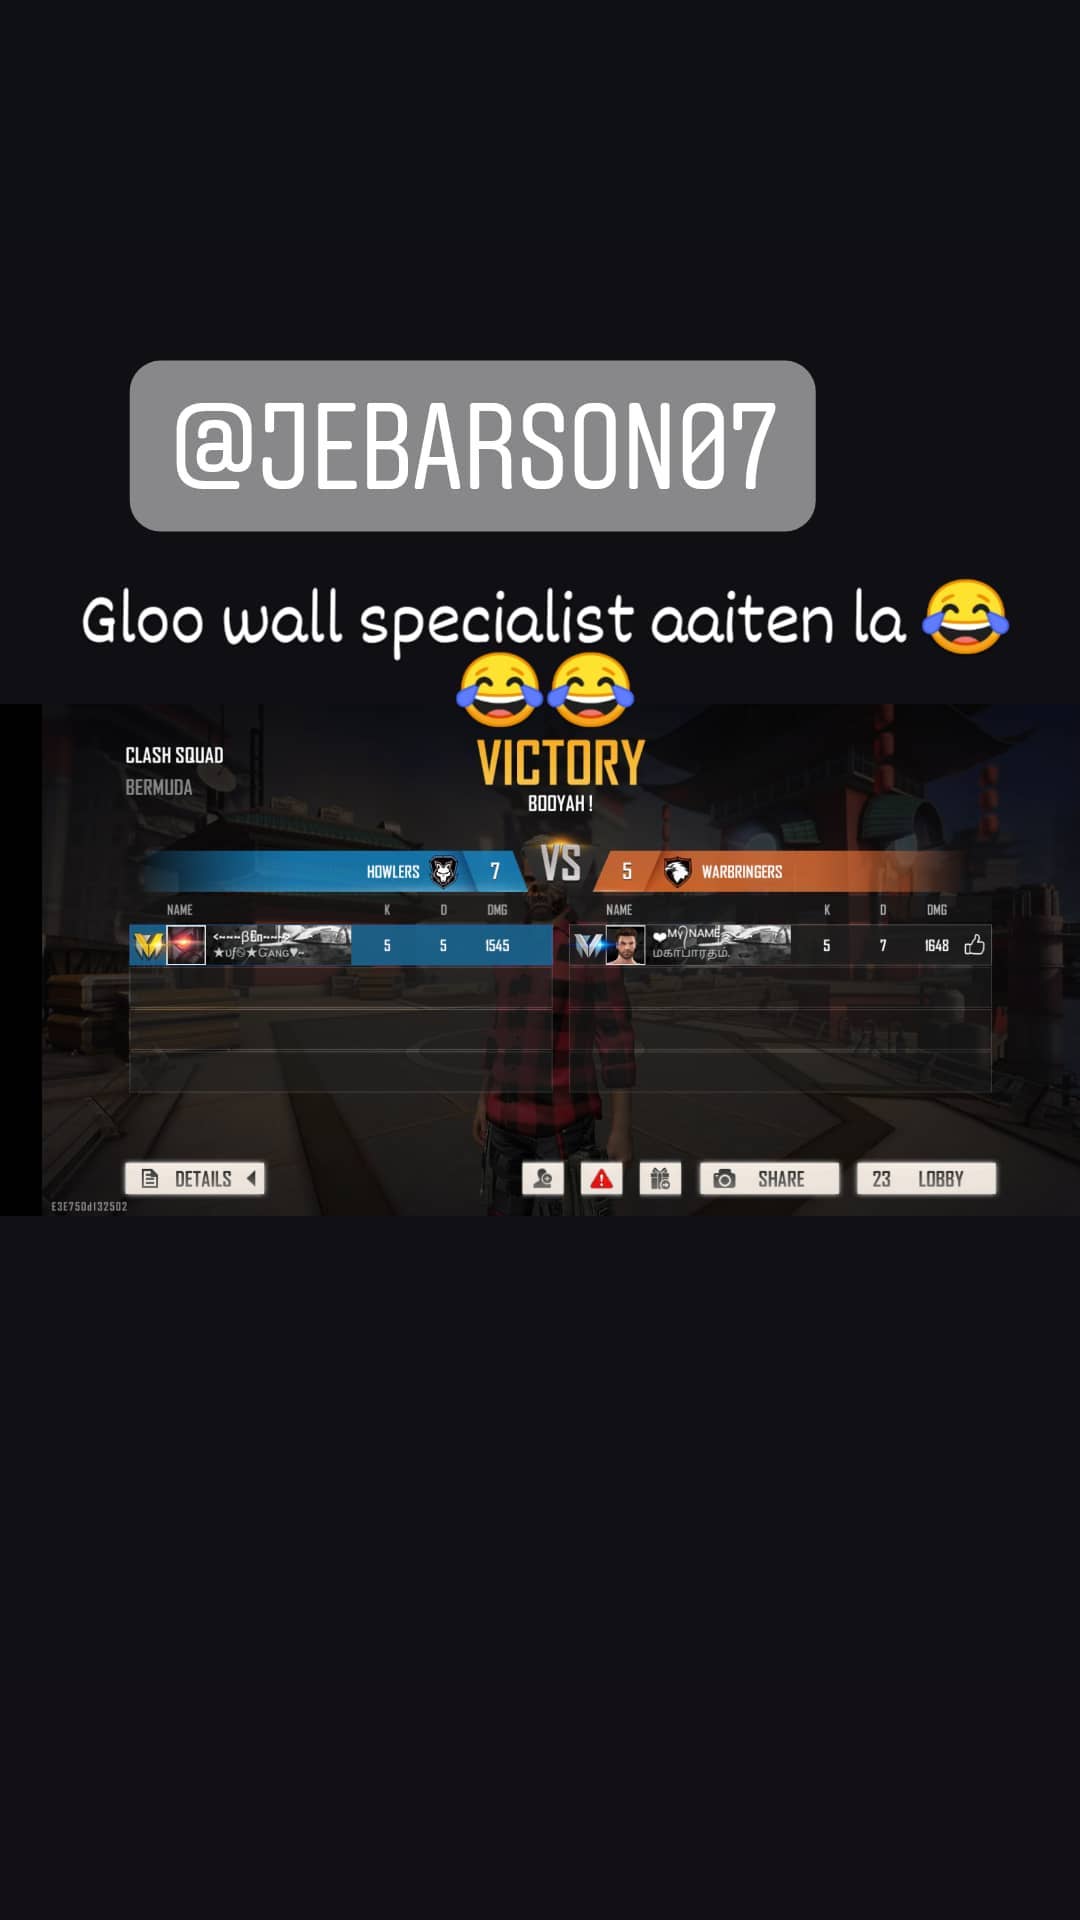 @JEBARSON07
Gloo wall specialist aaiten la 😂
😂😂
CLASH SQUAD
VICTORY
BERMUDA
BOOYAH !
HOWLERS 7 VS 5 WARBRINGERS
NAME K D DMG NAME K D DMG
5 5 1545 5 7 1648
மகாபாரதம்.
DETAILS SHARE 23 LOBBY
E3E750d132502